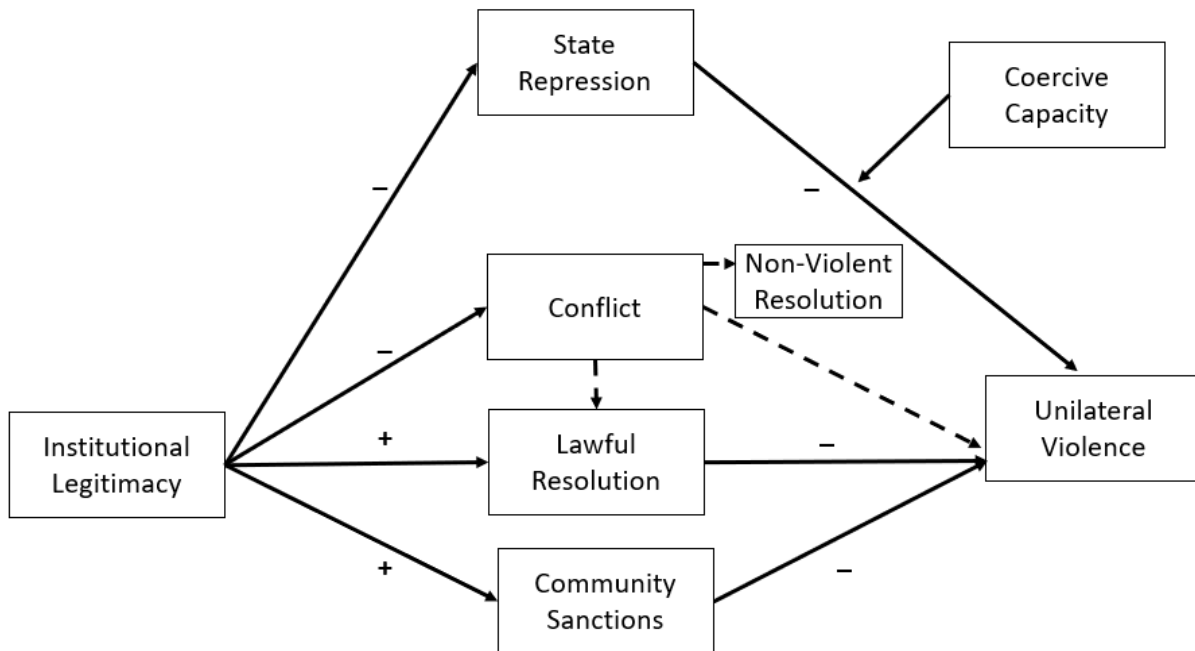 State
Repression
Coercive
Capacity
–
–
Non-Violent
Resolution
Conflict
–
Institutional
Legitimacy
+
Lawful
Resolution
–
Unilateral
Violence
+
Community
Sanctions
–